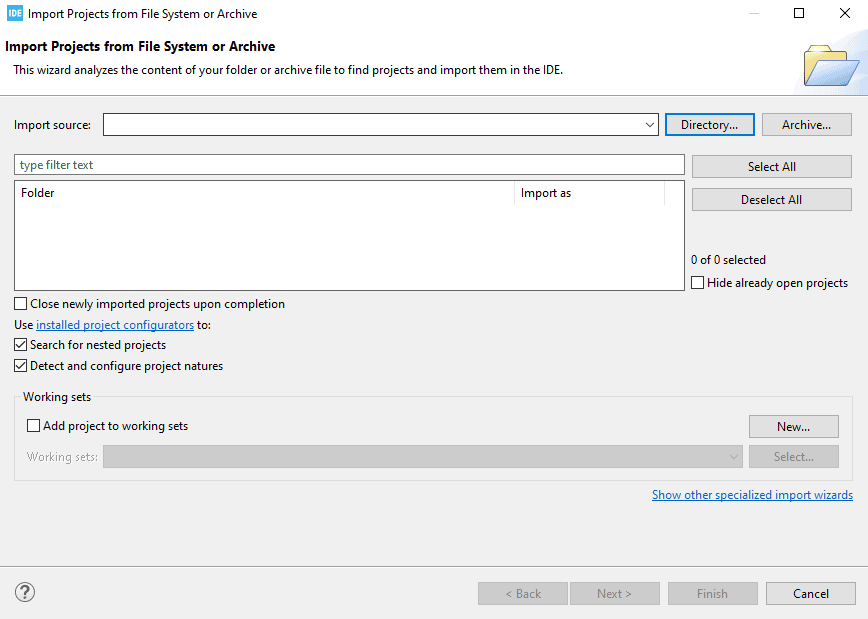 IDE Import Projects from File System or Archive
Import Projects from File System or Archive
This wizard analyzes the content of your folder or archive file to find projects and import them in the IDE.
Import source: Directory... Archive...
type filter text Select All
Folder Import as
Deselect All
0 of 0 selected
Hide already open projects
Close newly imported projects upon completion
Use installed project configurators to:
Search for nested projects
Detect and configure project natures
Working sets
Add project to working sets New...
Working sets: Select...
Show other specialized import wizards
? < Back Next > Finish Cancel